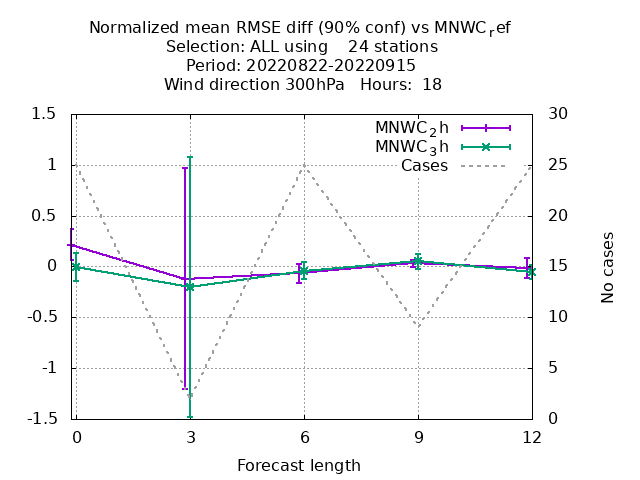 Normalized mean RMSE diff (90% conf) vs MNWC_ref
Selection: ALL using    24 stations
Period: 20220822-20220915
Wind direction 300hPa   Hours:  18
MNWC_2h
MNWC_3h
Cases
1.5
1
0.5
0
-0.5
-1
-1.5
30
25
20
15
10
5
0
No cases
0 3 6 9 12
Forecast length